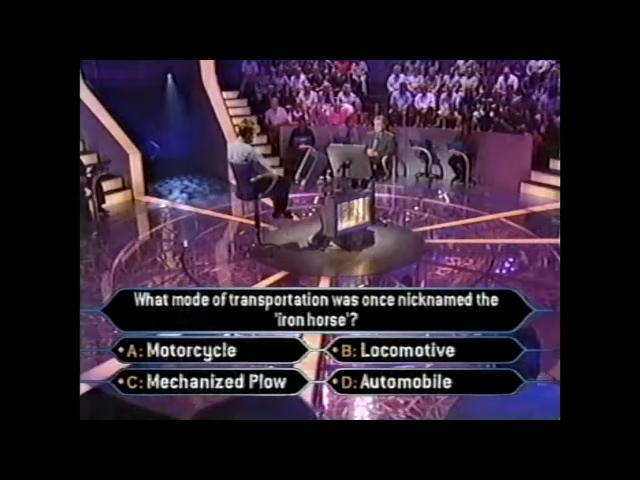 What mode of transportation was once nicknamed the
'iron horse'?
A: Motorcycle
B: Locomotive
C: Mechanized Plow
D: Automobile